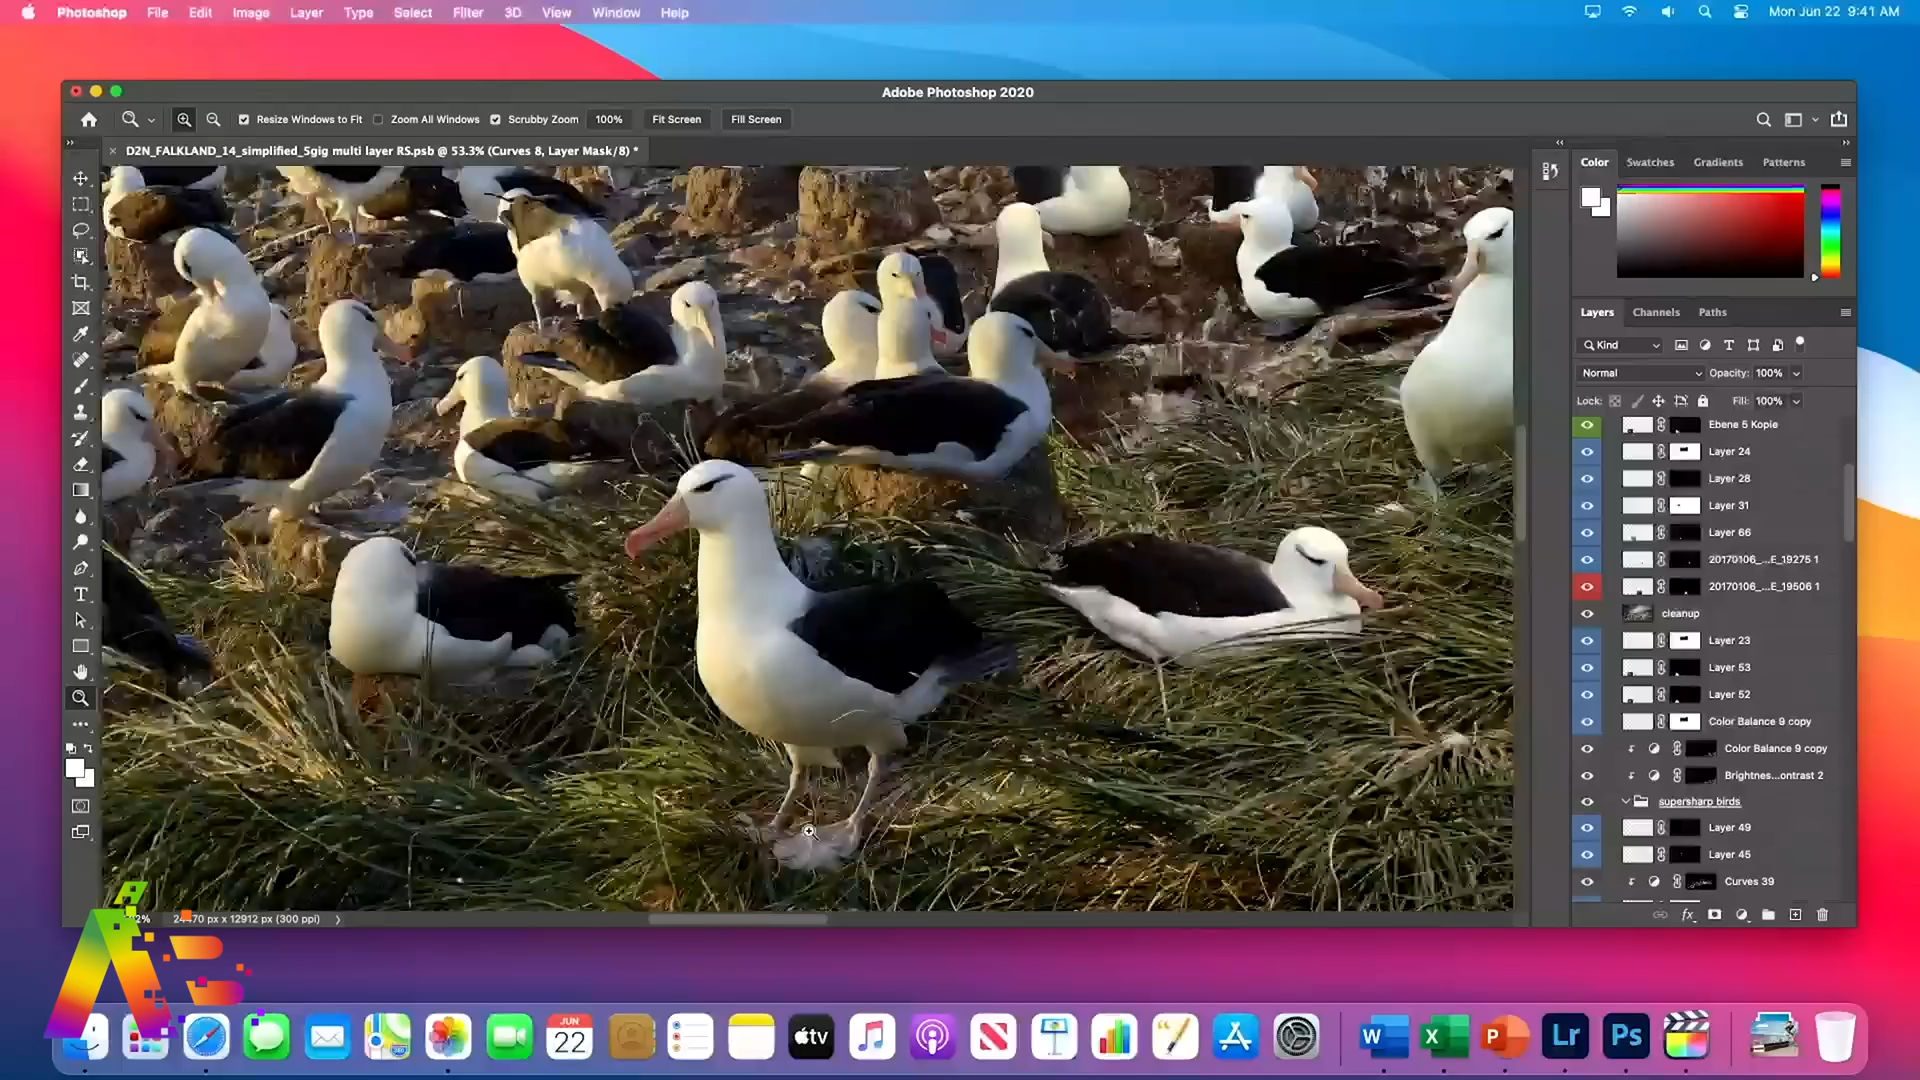 Photoshop File Edit Image Layer Type Select Filter 3D View Window Help Mon Jun 22 9:41 AM
Adobe Photoshop 2020
Resize Windows to Fit Zoom All Windows Scrubby Zoom 100% Fit Screen Fill Screen
D2N_FALKLAND_14_simplified_5gig multi layer RS.psb @ 53.3% (Curves 8, Layer Mask/8) *
Color Swatches Gradients Patterns
Layers Channels Paths
Kind
Normal Opacity: 100%
Lock: Fill: 100%
Ebene 5 Kopie
Layer 24
Layer 28
Layer 31
Layer 66
20170106_...E_19275 1
20170106_...E_19506 1
cleanup
Layer 23
Layer 53
Layer 52
Color Balance 9 copy
Color Balance 9 copy
Brightnes...ontrast 2
supersharp birds
Layer 49
Layer 45
Curves 39
fx
24470 px x 12912 px (300 ppi)
JUN
22
tv
W X P Lr Ps